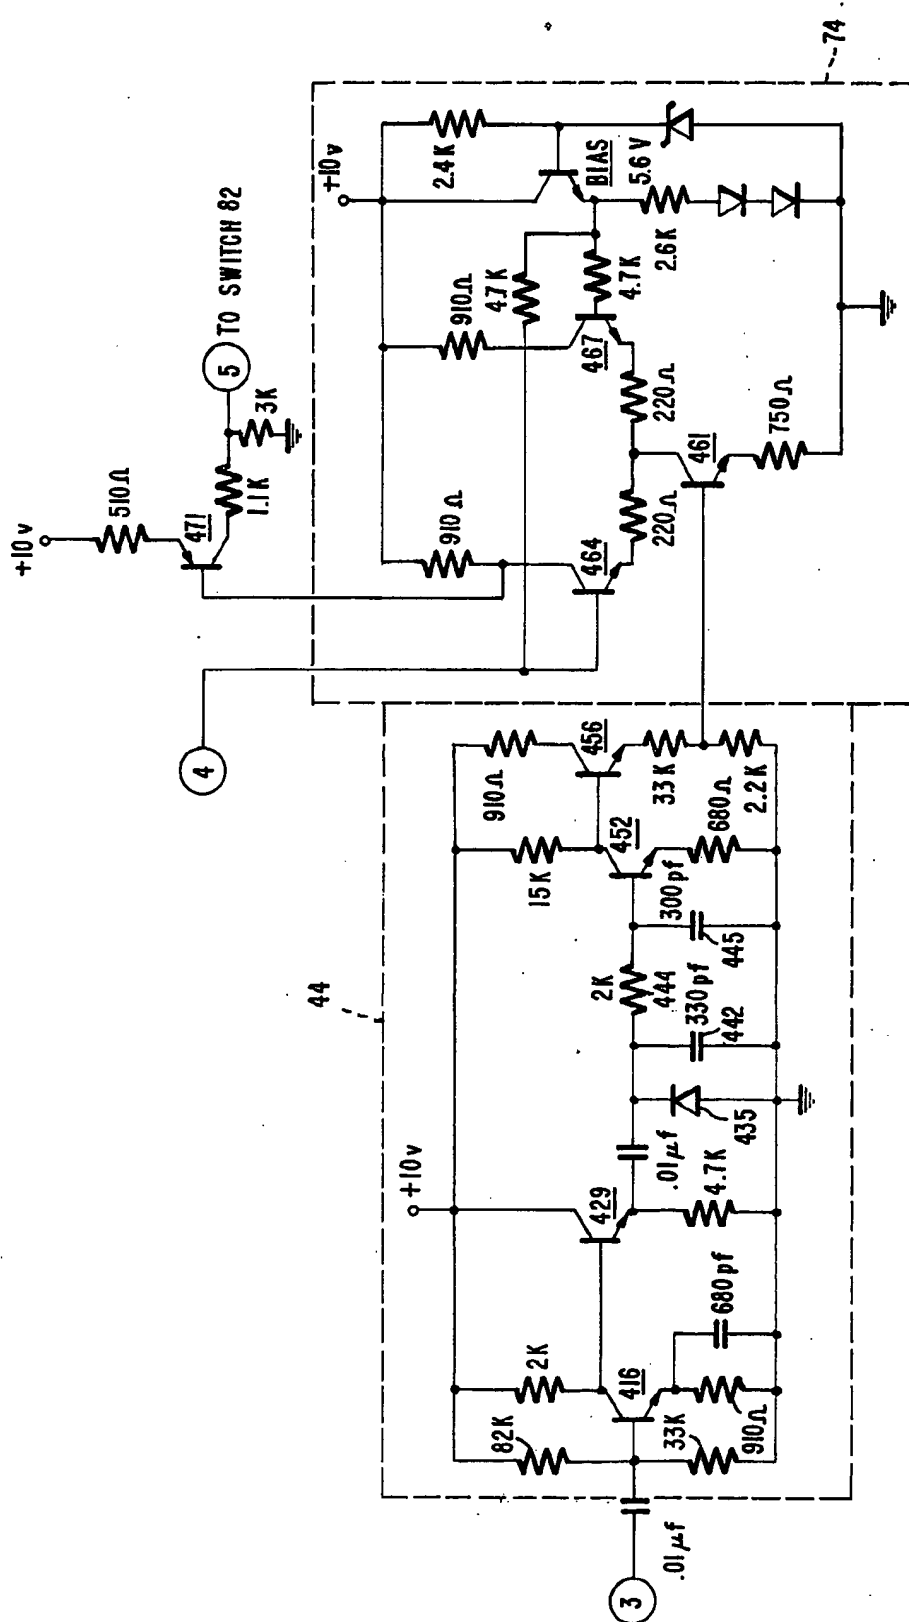 3
.01µf
82K
33K
2K
416
910Ω
680pf
+10v
429
4.7K
.01µf
435
44
330pf
442
2K
444
300pf
445
15K
452
680Ω
910Ω
456
33K
2.2K
4
+10v
510Ω
471
1.1K
3K
5
TO SWITCH 82
910Ω
464
220Ω
461
750Ω
910Ω
467
220Ω
4.7K
4.7K
+10v
2.4K
BIAS
5.6V
2.6K
74